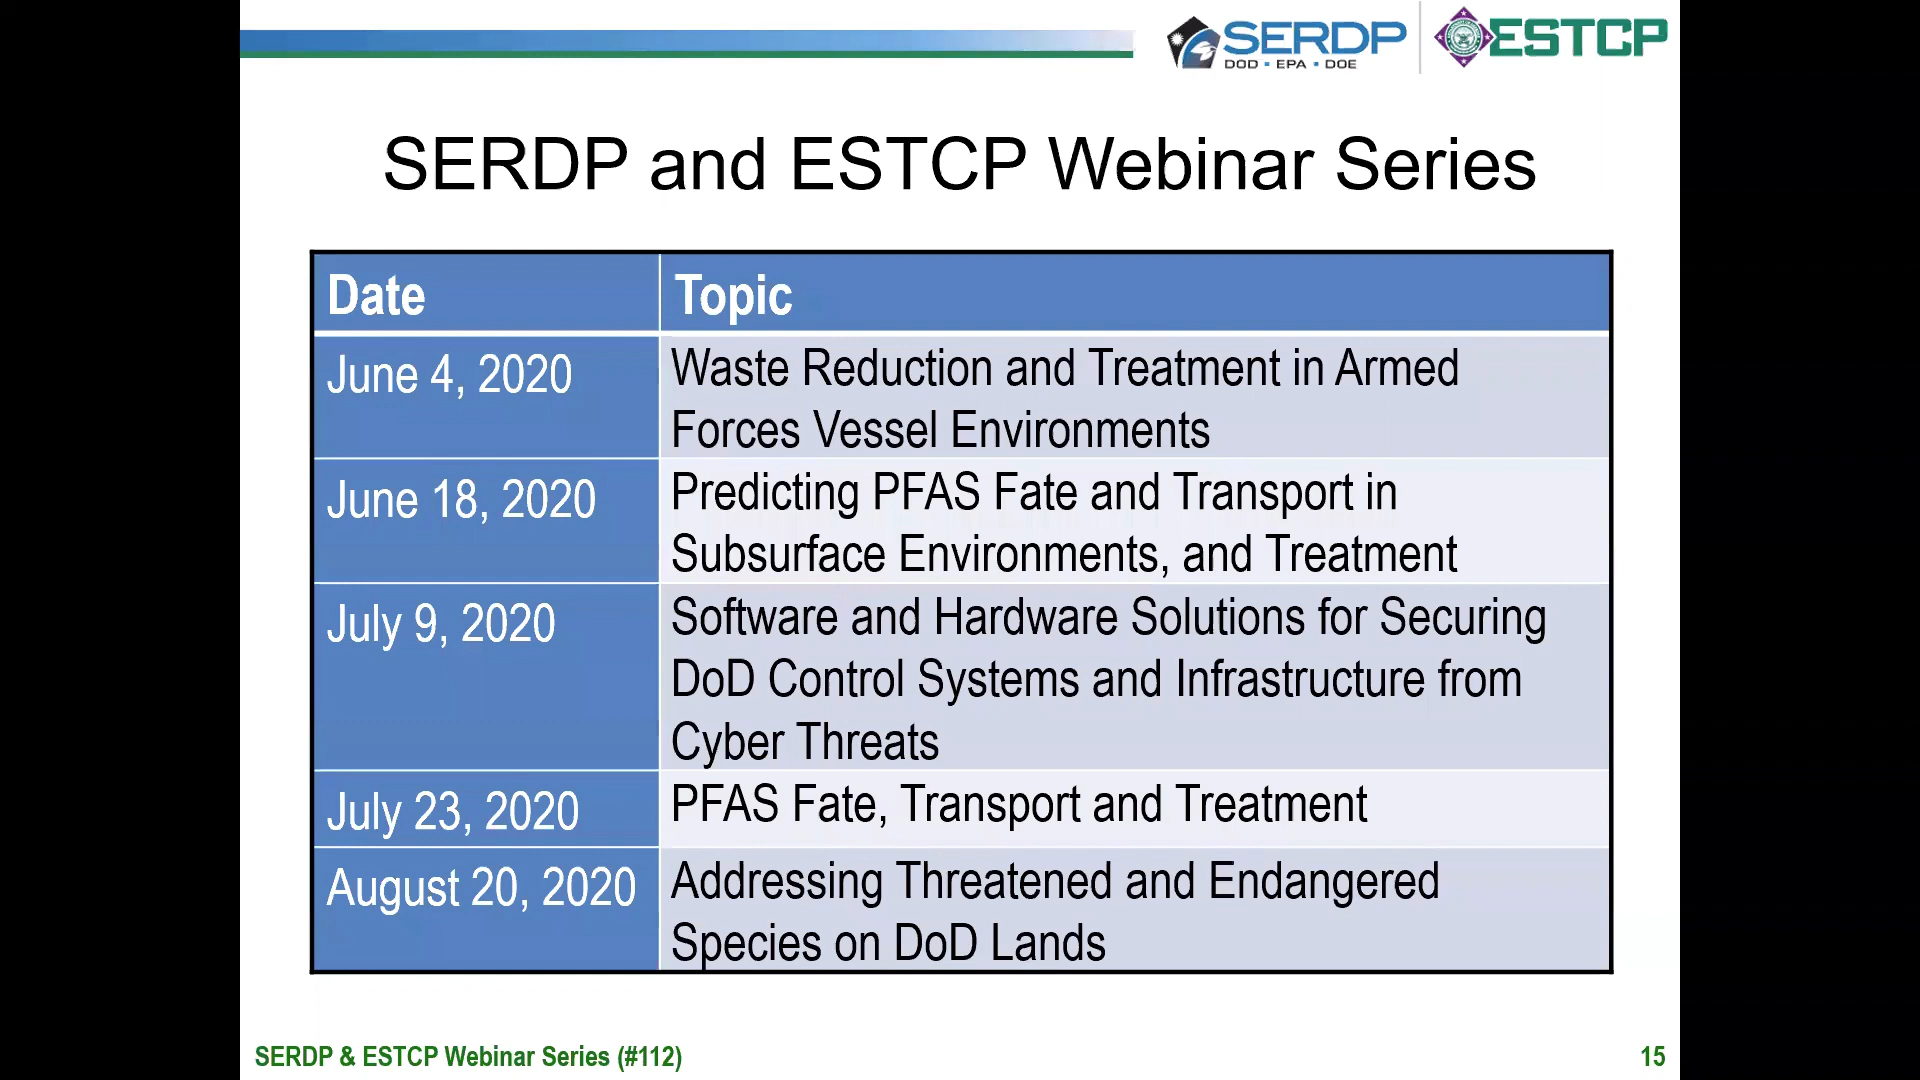 SERDP
DOD • EPA • DOE
ESTCP
SERDP and ESTCP Webinar Series
Date
Topic
June 4, 2020
Waste Reduction and Treatment in Armed
Forces Vessel Environments
June 18, 2020
Predicting PFAS Fate and Transport in
Subsurface Environments, and Treatment
July 9, 2020
Software and Hardware Solutions for Securing
DoD Control Systems and Infrastructure from
Cyber Threats
July 23, 2020
PFAS Fate, Transport and Treatment
August 20, 2020
Addressing Threatened and Endangered
Species on DoD Lands
SERDP & ESTCP Webinar Series (#112)
15